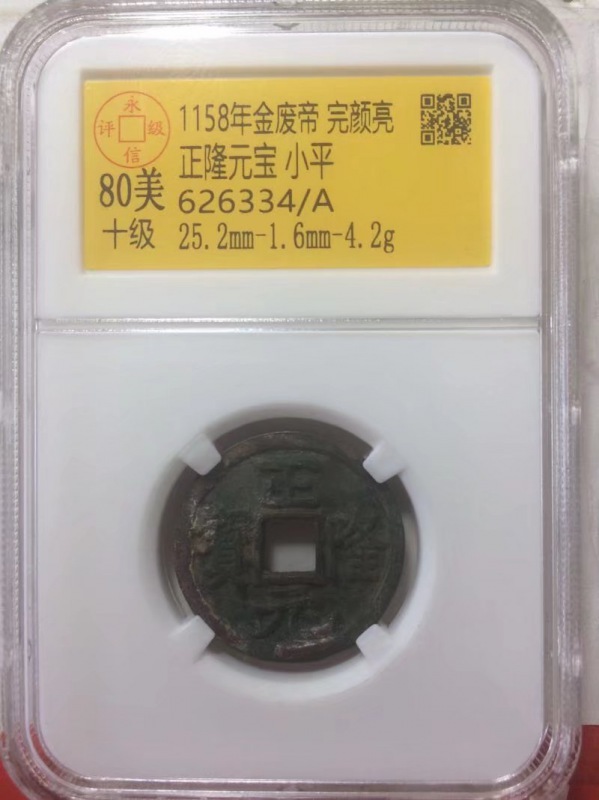 永信评级
1158年金废帝 完颜亮
正隆元宝 小平
80美 626334/A
十级 25.2mm-1.6mm-4.2g
正隆元寳